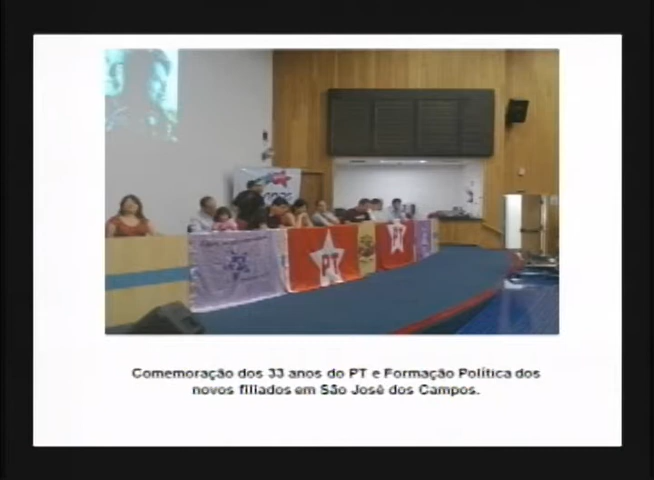 PT
PT
Comemoração dos 33 anos do PT e Formação Política dos
novos filiados em São José dos Campos.